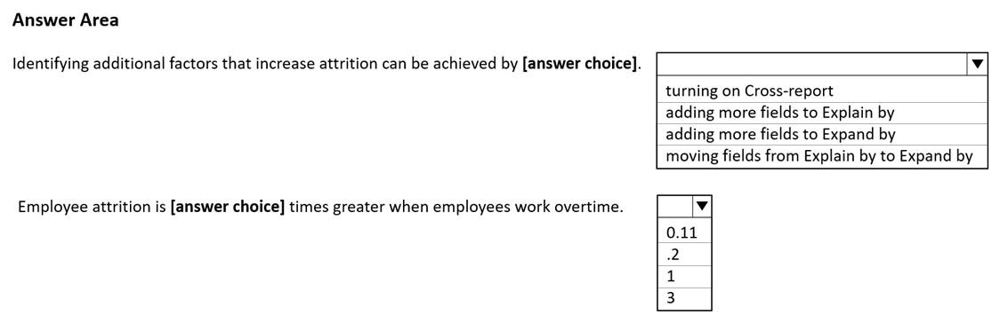 Answer Area
Identifying additional factors that increase attrition can be achieved by [answer choice].
turning on Cross-report
adding more fields to Explain by
adding more fields to Expand by
moving fields from Explain by to Expand by
Employee attrition is [answer choice] times greater when employees work overtime.
0.11
.2
1
3